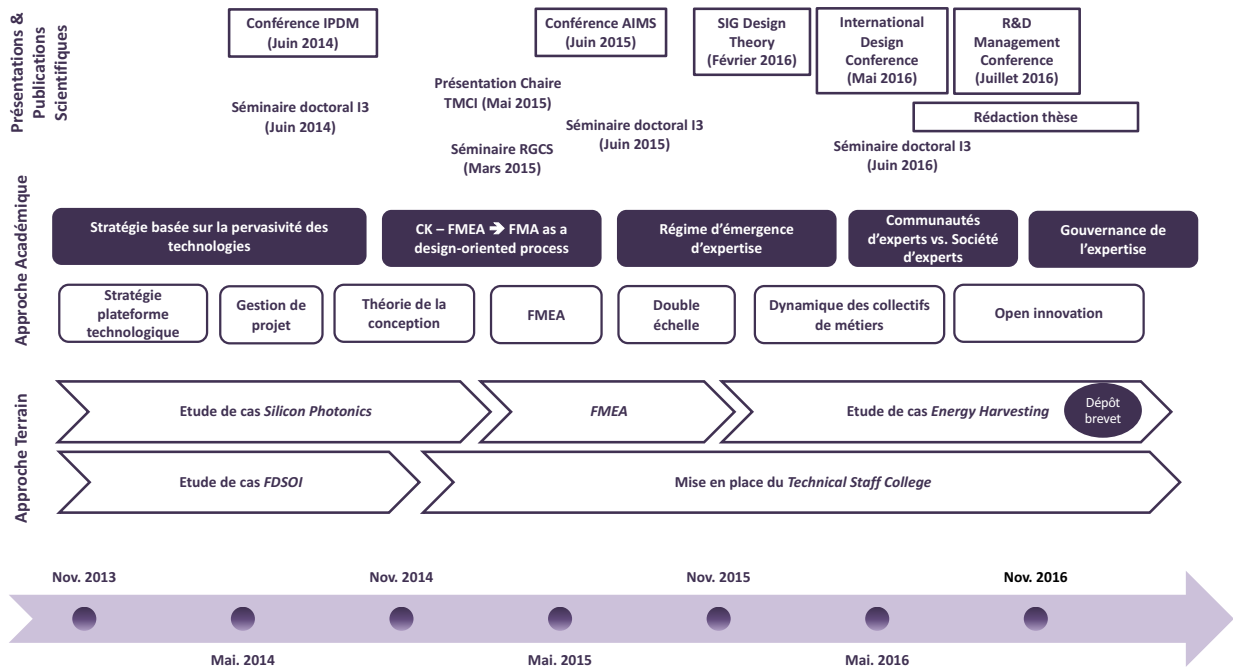 Présentations &
Publications
Scientifiques
Conférence IPDM
(Juin 2014)
Conférence AIMS
(Juin 2015)
SIG Design
Theory
(Février 2016)
International
Design
Conference
(Mai 2016)
R&D
Management
Conference
(Juillet 2016)
Présentation Chaire
TMCI (Mai 2015)
Séminaire doctoral I3
(Juin 2014)
Séminaire doctoral I3
(Juin 2015)
Rédaction thèse
Séminaire RGCS
(Mars 2015)
Séminaire doctoral I3
(Juin 2016)
Approche Académique
Stratégie basée sur la pervasivité des
technologies
CK – FMEA ➔ FMA as a
design-oriented process
Régime d'émergence
d'expertise
Communautés
d'experts vs. Société
d'experts
Gouvernance de
l'expertise
Stratégie
plateforme
technologique
Gestion de
projet
Théorie de la
conception
FMEA
Double
échelle
Dynamique des collectifs
de métiers
Open innovation
Approche Terrain
Etude de cas Silicon Photonics
FMEA
Etude de cas Energy Harvesting
Dépôt
brevet
Etude de cas FDSOI
Mise en place du Technical Staff College
Nov. 2013
Nov. 2014
Nov. 2015
Nov. 2016
Mai. 2014
Mai. 2015
Mai. 2016